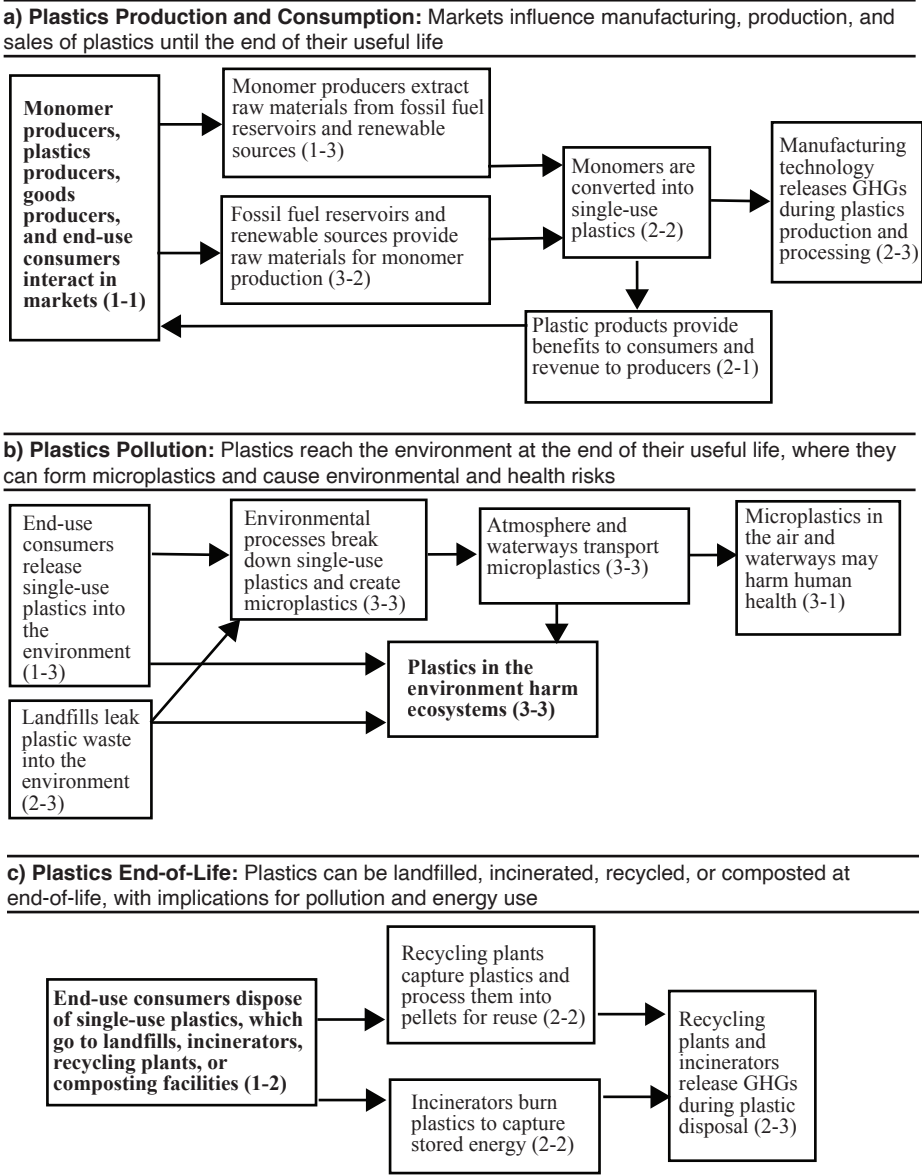 a) Plastics Production and Consumption: Markets influence manufacturing, production, and
sales of plastics until the end of their useful life
Monomer
producers,
plastics
producers,
goods
producers,
and end-use
consumers
interact in
markets (1-1)
Monomer producers extract
raw materials from fossil fuel
reservoirs and renewable
sources (1-3)
Fossil fuel reservoirs and
renewable sources provide
raw materials for monomer
production (3-2)
Monomers are
converted into
single-use
plastics (2-2)
Manufacturing
technology
releases GHGs
during plastics
production and
processing (2-3)
Plastic products provide
benefits to consumers and
revenue to producers (2-1)
b) Plastics Pollution: Plastics reach the environment at the end of their useful life, where they
can form microplastics and cause environmental and health risks
End-use
consumers
release
single-use
plastics into
the
environment
(1-3)
Landfills leak
plastic waste
into the
environment
(2-3)
Environmental
processes break
down single-use
plastics and create
microplastics (3-3)
Atmosphere and
waterways transport
microplastics (3-3)
Microplastics in
the air and
waterways may
harm human
health (3-1)
Plastics in the
environment harm
ecosystems (3-3)
c) Plastics End-of-Life: Plastics can be landfilled, incinerated, recycled, or composted at
end-of-life, with implications for pollution and energy use
End-use consumers dispose
of single-use plastics, which
go to landfills, incinerators,
recycling plants, or
composting facilities (1-2)
Recycling plants
capture plastics and
process them into
pellets for reuse (2-2)
Incinerators burn
plastics to capture
stored energy (2-2)
Recycling
plants and
incinerators
release GHGs
during plastic
disposal (2-3)